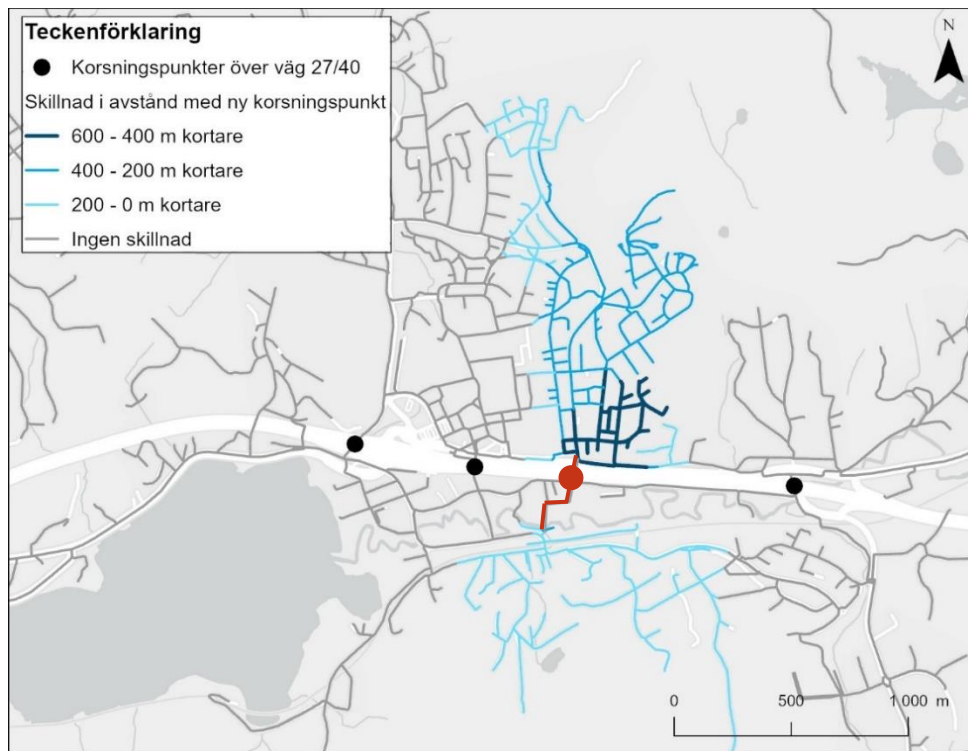 Teckenförklaring
Korsningspunkter över väg 27/40
Skillnad i avstånd med ny korsningspunkt
600 - 400 m kortare
400 - 200 m kortare
200 - 0 m kortare
Ingen skillnad
N
0 500 1 000 m